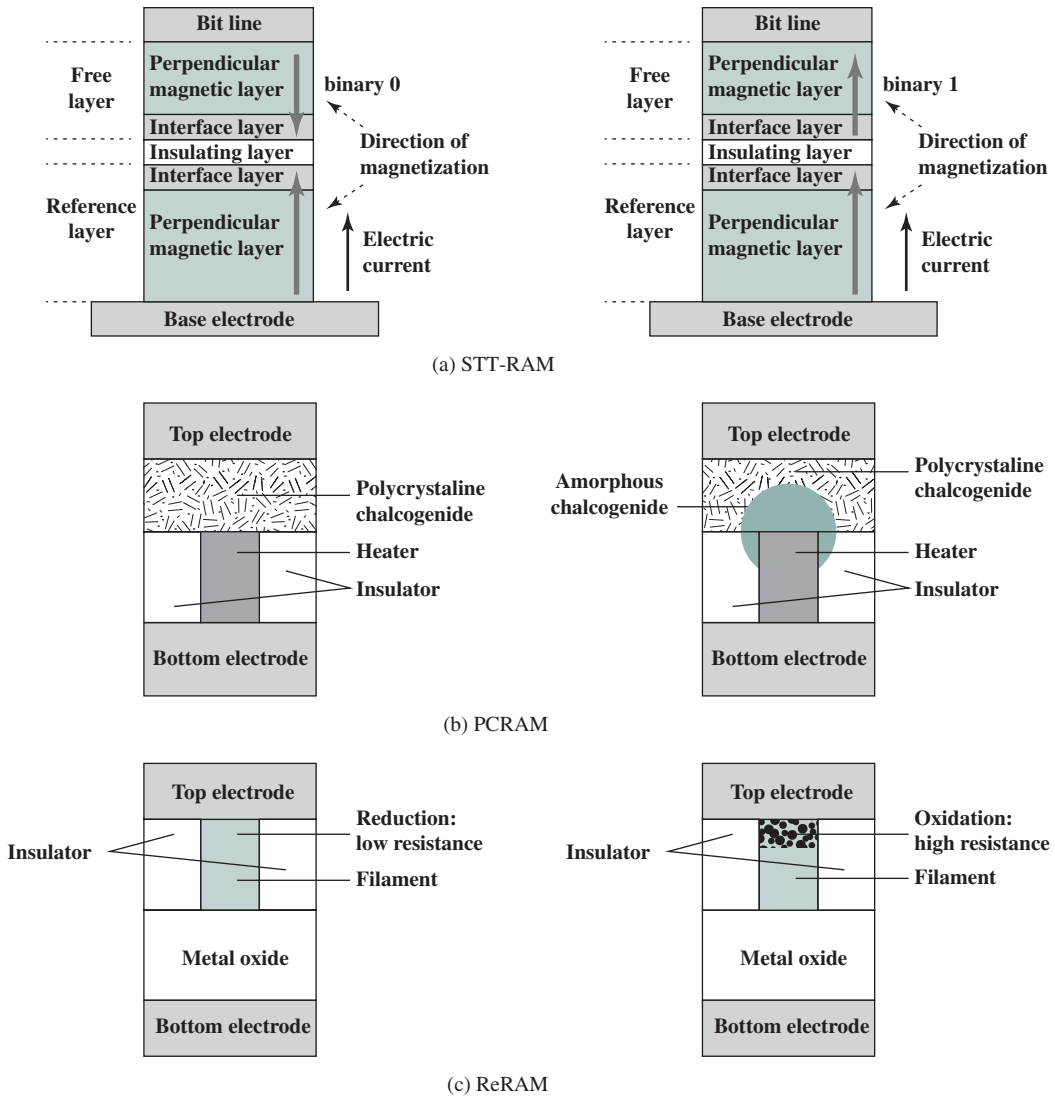 Bit line
Free
layer
Perpendicular
magnetic layer
binary 0
Interface layer
Insulating layer
Interface layer
Direction of
magnetization
Reference
layer
Perpendicular
magnetic layer
Electric
current
Base electrode
Bit line
Free
layer
Perpendicular
magnetic layer
binary 1
Interface layer
Insulating layer
Interface layer
Direction of
magnetization
Reference
layer
Perpendicular
magnetic layer
Electric
current
Base electrode
(a) STT-RAM
Top electrode
Polycrystaline
chalcogenide
Heater
Insulator
Bottom electrode
Top electrode
Amorphous
chalcogenide
Polycrystaline
chalcogenide
Heater
Insulator
Bottom electrode
(b) PCRAM
Top electrode
Insulator
Reduction:
low resistance
Filament
Metal oxide
Bottom electrode
Top electrode
Insulator
Oxidation:
high resistance
Filament
Metal oxide
Bottom electrode
(c) ReRAM